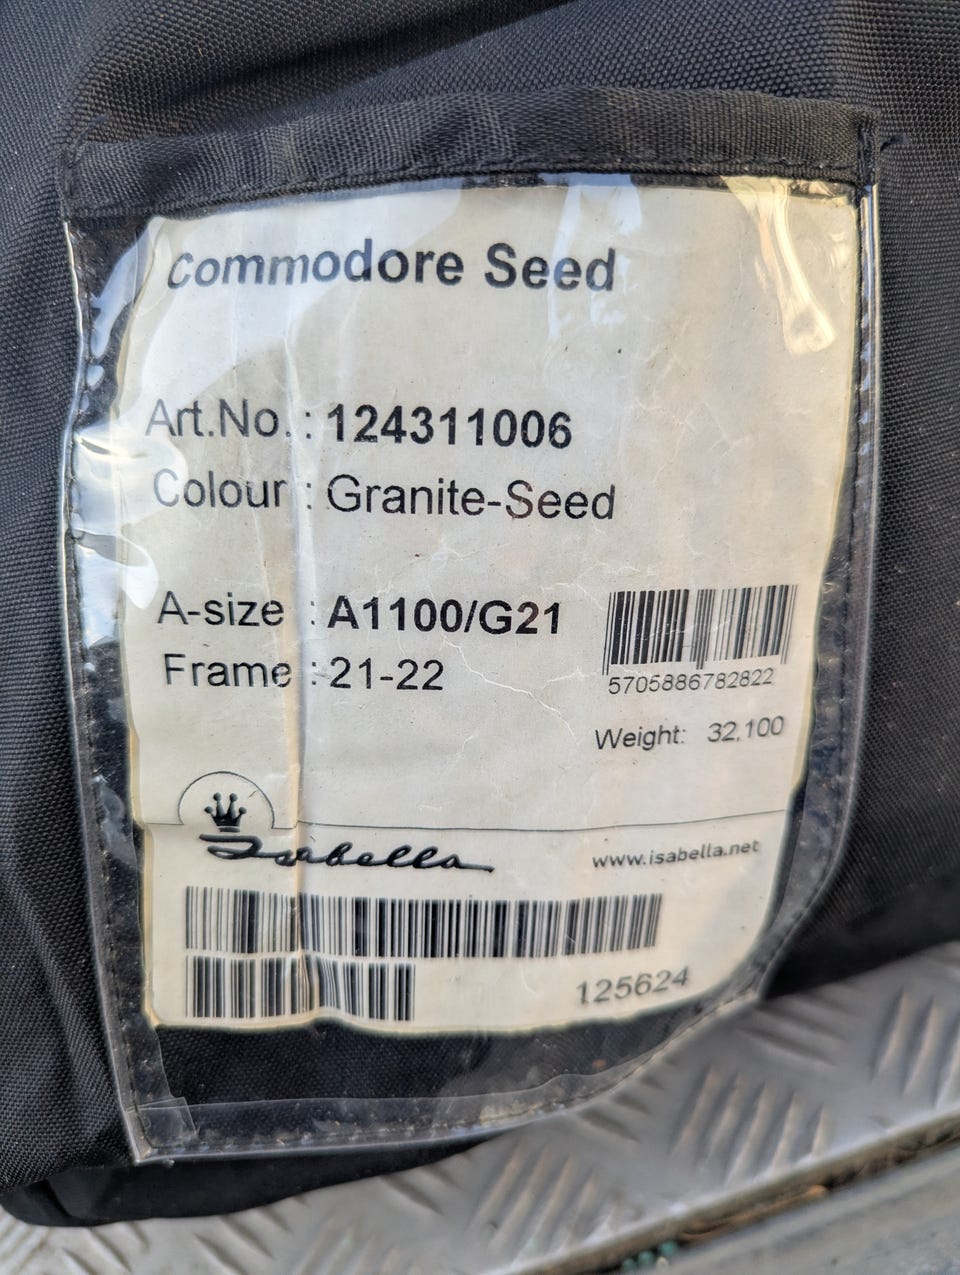 Commodore Seed
Art.No. : 124311006
Colour : Granite-Seed
A-size : A1100/G21
Frame : 21-22
5705886782822
Weight: 32,100
Isabella
www.isabella.net
125624